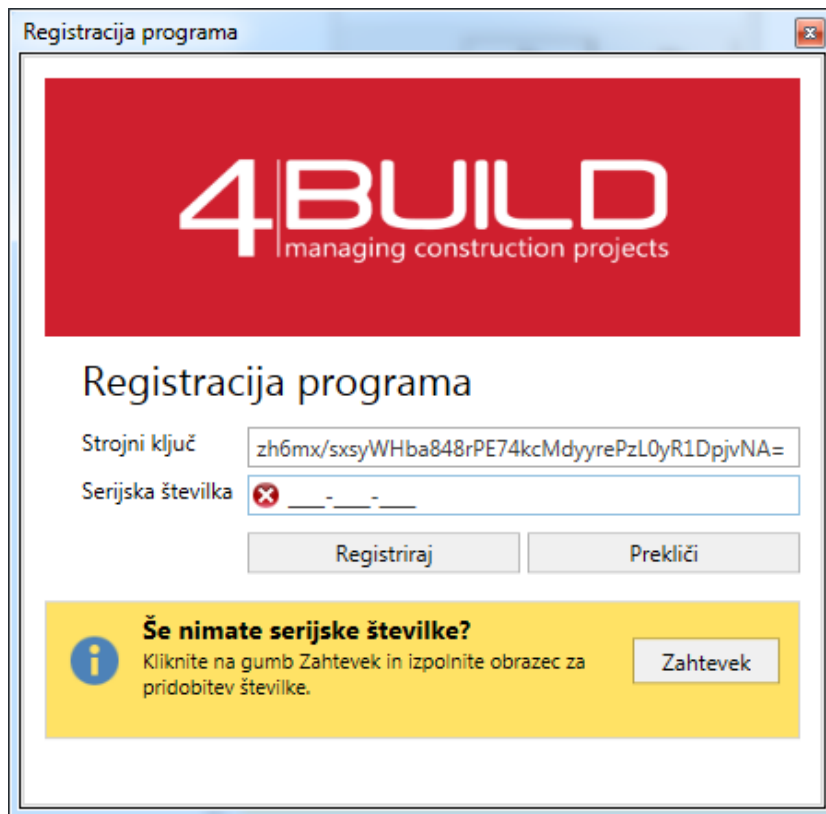 Registracija programa
4BUILD
managing construction projects
Registracija programa
Strojni ključ zh6mx/sxsyWHba848rPE74kcMdyyrePzL0yR1DpjvNA=
Serijska številka ___-___-___
Registriraj Prekliči
Še nimate serijske številke?
Kliknite na gumb Zahtevek in izpolnite obrazec za
pridobitev številke.
Zahtevek